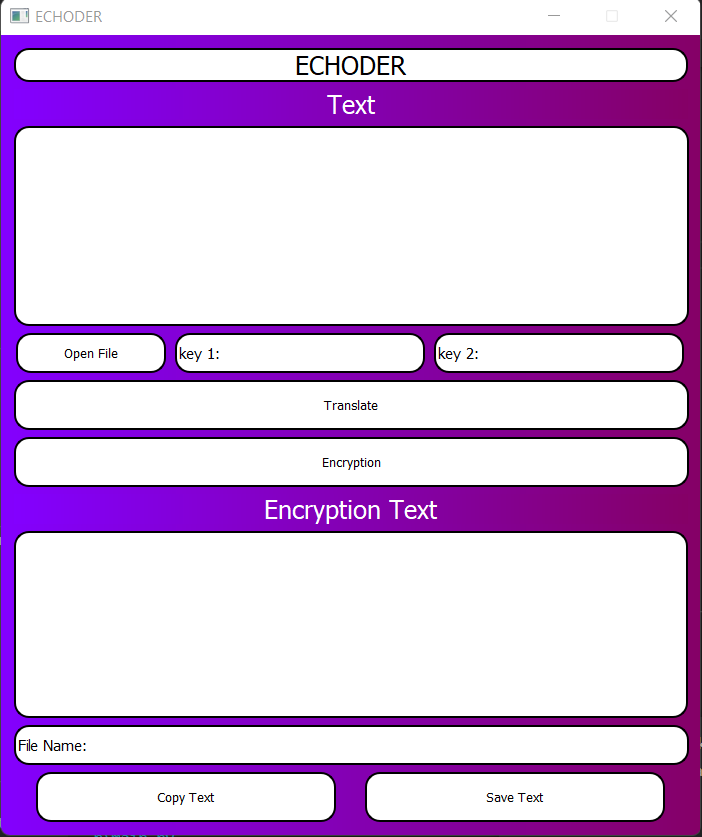 ECHODER
ECHODER
Text
Open File
key 1:
key 2:
Translate
Encryption
Encryption Text
File Name:
Copy Text
Save Text